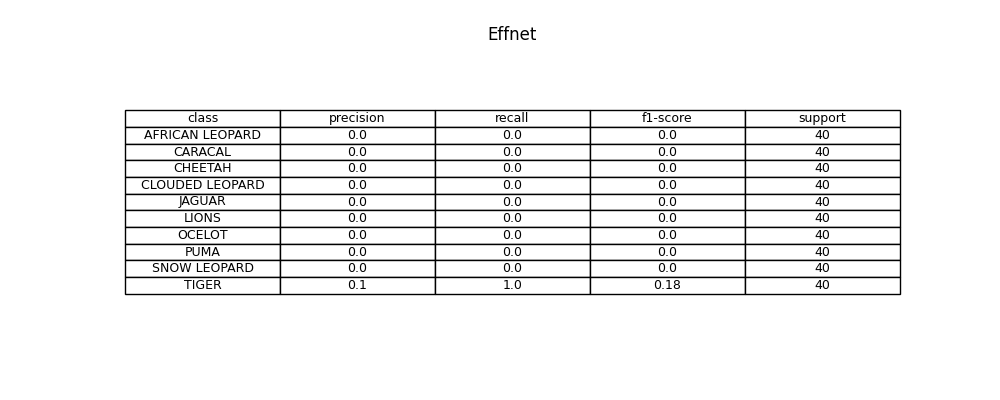 Effnet
class precision recall f1-score support
AFRICAN LEOPARD 0.0 0.0 0.0 40
CARACAL 0.0 0.0 0.0 40
CHEETAH 0.0 0.0 0.0 40
CLOUDED LEOPARD 0.0 0.0 0.0 40
JAGUAR 0.0 0.0 0.0 40
LIONS 0.0 0.0 0.0 40
OCELOT 0.0 0.0 0.0 40
PUMA 0.0 0.0 0.0 40
SNOW LEOPARD 0.0 0.0 0.0 40
TIGER 0.1 1.0 0.18 40